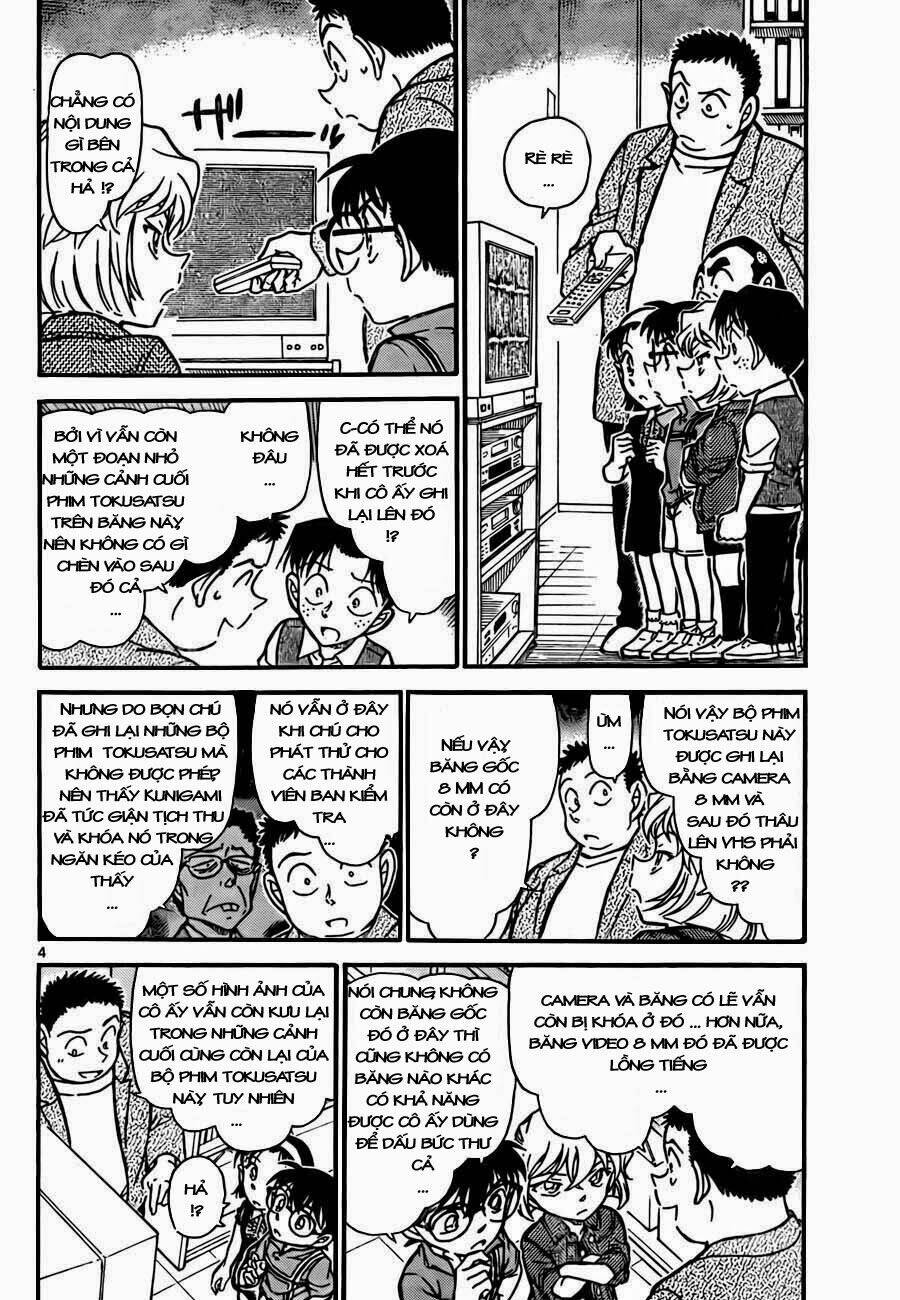 RÈ RÈ
...
CHẲNG CÓ
NỘI DUNG
GÌ BÊN
TRONG CẢ
HẢ !?
C-CÓ THỂ NÓ
ĐÃ ĐƯỢC XOÁ
HẾT TRƯỚC
KHI CÔ ẤY GHI
LẠI LÊN ĐÓ
!?
KHÔNG
ĐÂU
...
BỞI VÌ VẪN CÒN
MỘT ĐOẠN NHỎ
NHỮNG CẢNH CUỐI
PHIM TOKUSATSU
TRÊN BĂNG NÀY,
NÊN KHÔNG CÓ GÌ
CHÈN VÀO SAU
ĐÓ CẢ
...
NÓI VẬY BỘ PHIM
TOKUSATSU NÀY
ĐƯỢC GHI LẠI
BẰNG CAMERA
8 MM VÀ
SAU ĐÓ THÂU
LÊN VHS PHẢI
KHÔNG
??
ỪM
...
NẾU VẬY,
BĂNG GỐC
8 MM CÓ
CÒN Ở ĐÂY
KHÔNG
?
NÓ VẪN Ở ĐÂY
KHI CHÚ CHO
PHÁT THỬ CHO
CÁC THÀNH
VIÊN BAN KIỂM
TRA
...
NHƯNG DO BỌN CHÚ
ĐÃ GHI LẠI NHỮNG BỘ
PHIM TOKUSATSU MÀ
KHÔNG ĐƯỢC PHÉP,
NÊN THẤY KUNIGAMI
ĐÃ TỨC GIẬN TỊCH THU
VÀ KHÓA NÓ TRONG
NGĂN KÉO CỦA
THẤY
...
4
CAMERA VÀ BĂNG CÓ LẼ VẪN
CÒN BỊ KHÓA Ở ĐÓ ... HƠN NỮA,
BĂNG VIDEO 8 MM ĐÓ ĐÃ ĐƯỢC
LỒNG TIẾNG
...
NÓI CHUNG, KHÔNG
CÒN BĂNG GỐC
ĐÓ Ở ĐÂY THÌ
CŨNG KHÔNG CÓ
BĂNG NÀO KHÁC
CÓ KHẢ NĂNG
ĐƯỢC CÔ ẤY DÙNG
ĐỂ DẤU BỨC THƯ
CẢ
...
MỘT SỐ HÌNH ẢNH CỦA
CÔ ẤY VẪN CÒN KƯU LẠI
TRONG NHỮNG CẢNH
CUỐI CÙNG CÒN LẠI CỦA
BỘ PHIM TOKUSATSU
NÀY, TUY NHIÊN
...
HẢ
!?